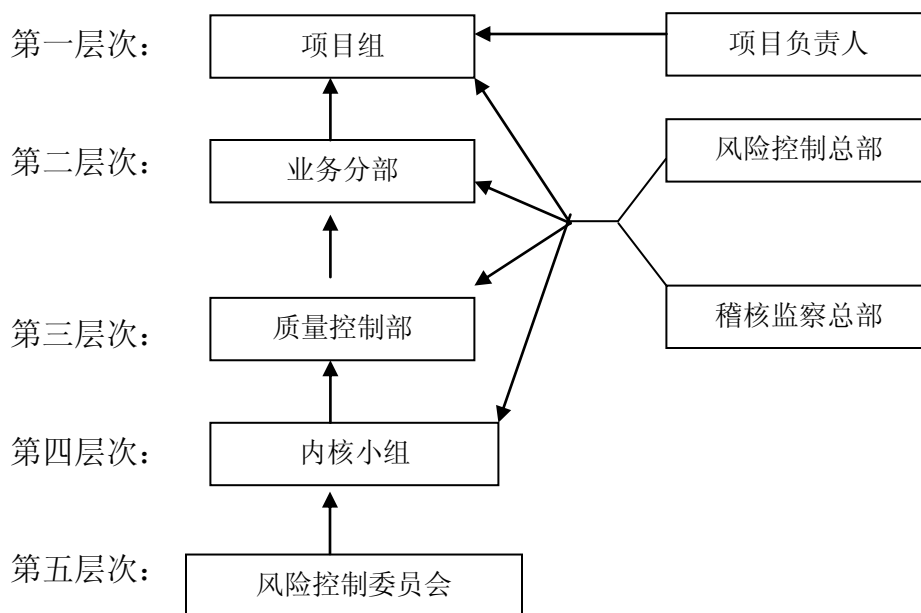 第一层次： 项目组 项目负责人
第二层次： 业务分部 风险控制总部
第三层次： 质量控制部 稽核监察总部
第四层次： 内核小组
第五层次： 风险控制委员会